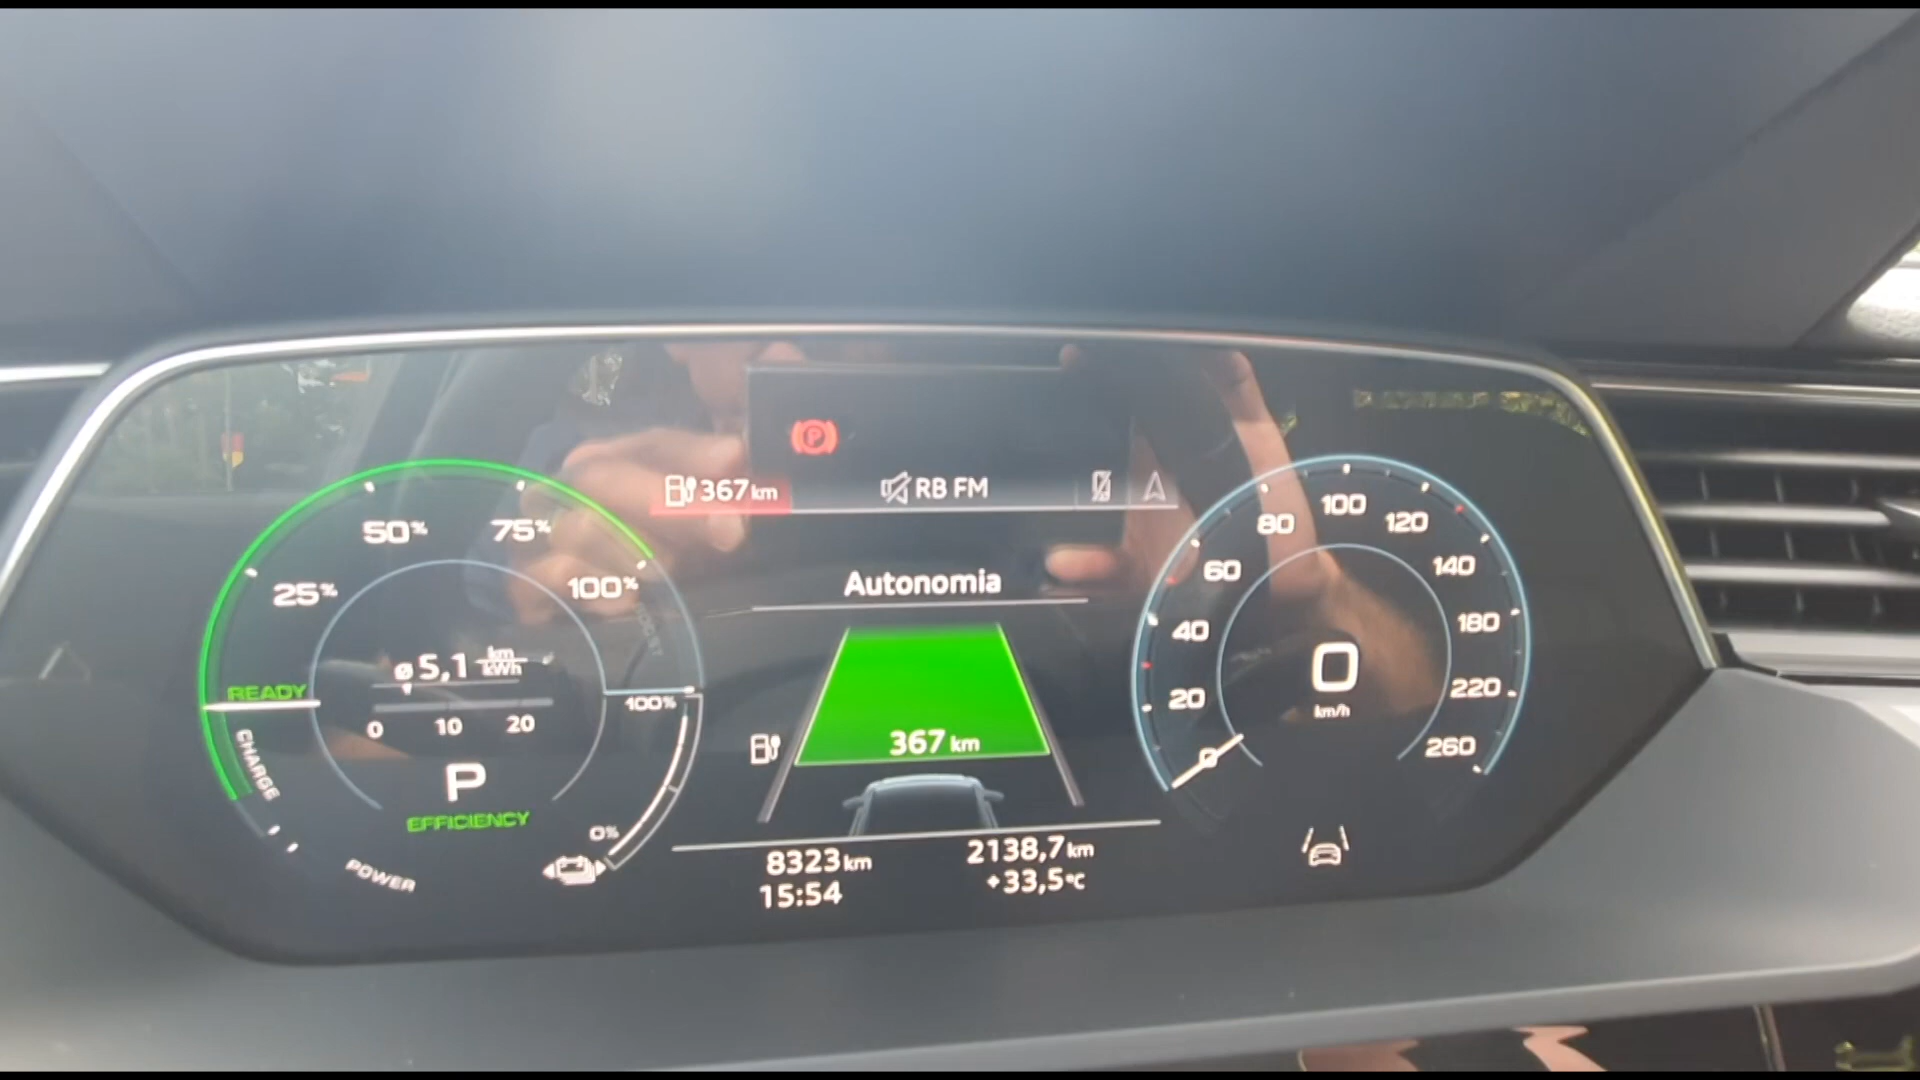 367 km
RB FM
Autonomia
367 km
8323 km
2138,7 km
15:54
+33,5 °C
25%
50%
75%
100%
READY
CHARGE
POWER
ø 5,1 km/kWh
0 10 20
P
EFFICIENCY
100%
0%
20
40
60
80
100
120
140
180
220
260
0
km/h